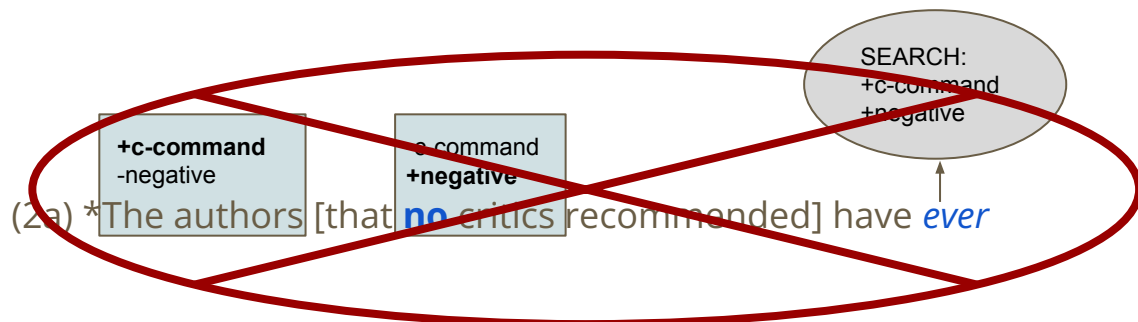 SEARCH:
+c-command
+negative
+c-command
-negative
-c-command
+negative
(2a) *The authors [that no critics recommended] have ever